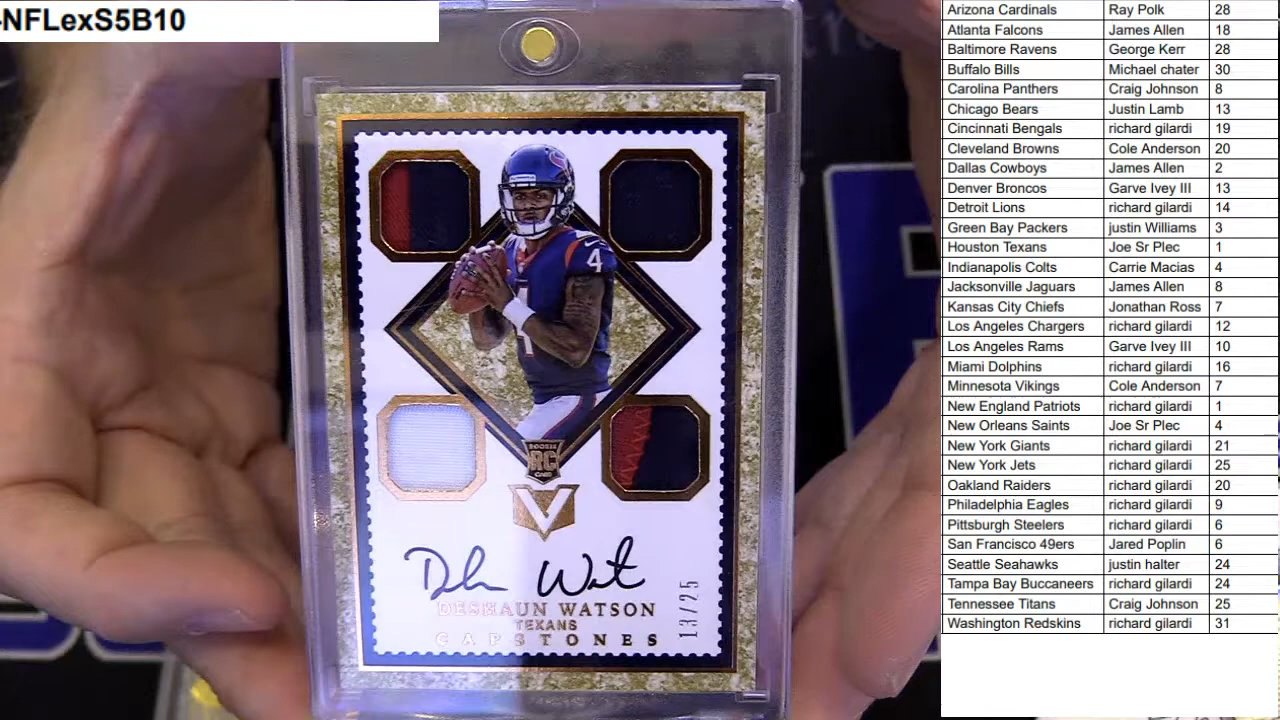 -NFLexS5B10
4
ROOKIE
RC
CARD
V
DESHAUN WATSON
TEXANS
CAPSTONES
13/25
Arizona Cardinals Ray Polk 28
Atlanta Falcons James Allen 18
Baltimore Ravens George Kerr 28
Buffalo Bills Michael chater 30
Carolina Panthers Craig Johnson 8
Chicago Bears Justin Lamb 13
Cincinnati Bengals richard gilardi 19
Cleveland Browns Cole Anderson 20
Dallas Cowboys James Allen 2
Denver Broncos Garve Ivey III 13
Detroit Lions richard gilardi 14
Green Bay Packers justin Williams 3
Houston Texans Joe Sr Plec 1
Indianapolis Colts Carrie Macias 4
Jacksonville Jaguars James Allen 8
Kansas City Chiefs Jonathan Ross 7
Los Angeles Chargers richard gilardi 12
Los Angeles Rams Garve Ivey III 10
Miami Dolphins richard gilardi 16
Minnesota Vikings Cole Anderson 7
New England Patriots richard gilardi 1
New Orleans Saints Joe Sr Plec 4
New York Giants richard gilardi 21
New York Jets richard gilardi 25
Oakland Raiders richard gilardi 20
Philadelphia Eagles richard gilardi 9
Pittsburgh Steelers richard gilardi 6
San Francisco 49ers Jared Poplin 6
Seattle Seahawks justin halter 24
Tampa Bay Buccaneers richard gilardi 24
Tennessee Titans Craig Johnson 25
Washington Redskins richard gilardi 31